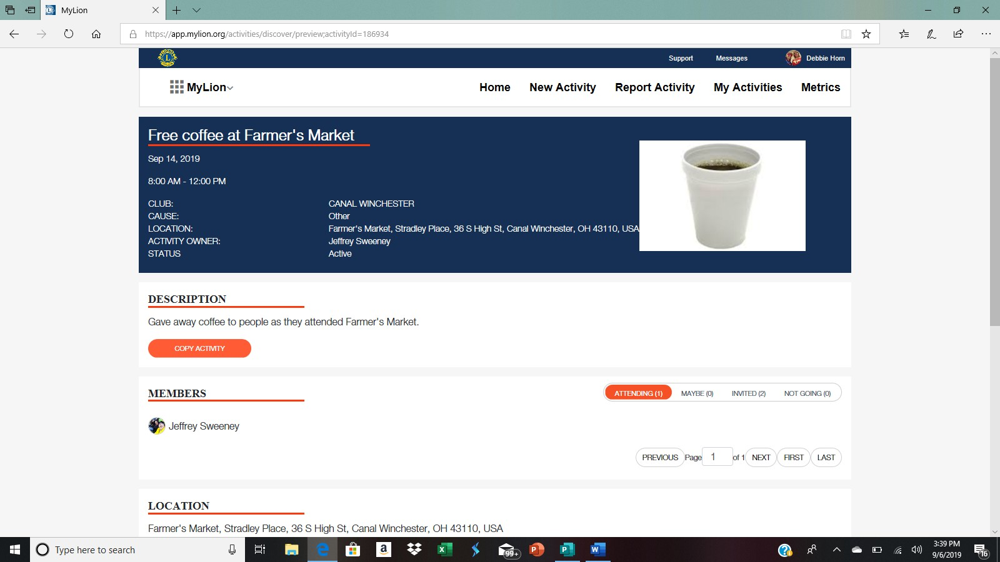 MyLion
https://app.mylion.org/activities/discover/preview;activityId=186934
Support Messages Debbie Horn
MyLion Home New Activity Report Activity My Activities Metrics
Free coffee at Farmer's Market
Sep 14, 2019
8:00 AM - 12:00 PM
CLUB: CANAL WINCHESTER
CAUSE: Other
LOCATION: Farmer's Market, Stradley Place, 36 S High St, Canal Winchester, OH 43110, USA
ACTIVITY OWNER: Jeffrey Sweeney
STATUS Active
DESCRIPTION
Gave away coffee to people as they attended Farmer's Market.
COPY ACTIVITY
MEMBERS ATTENDING (1) MAYBE (0) INVITED (2) NOT GOING (0)
Jeffrey Sweeney
PREVIOUS Page 1 of 1 NEXT FIRST LAST
LOCATION
Farmer's Market, Stradley Place, 36 S High St, Canal Winchester, OH 43110, USA
Type here to search 99+ 3:39 PM
9/6/2019 16